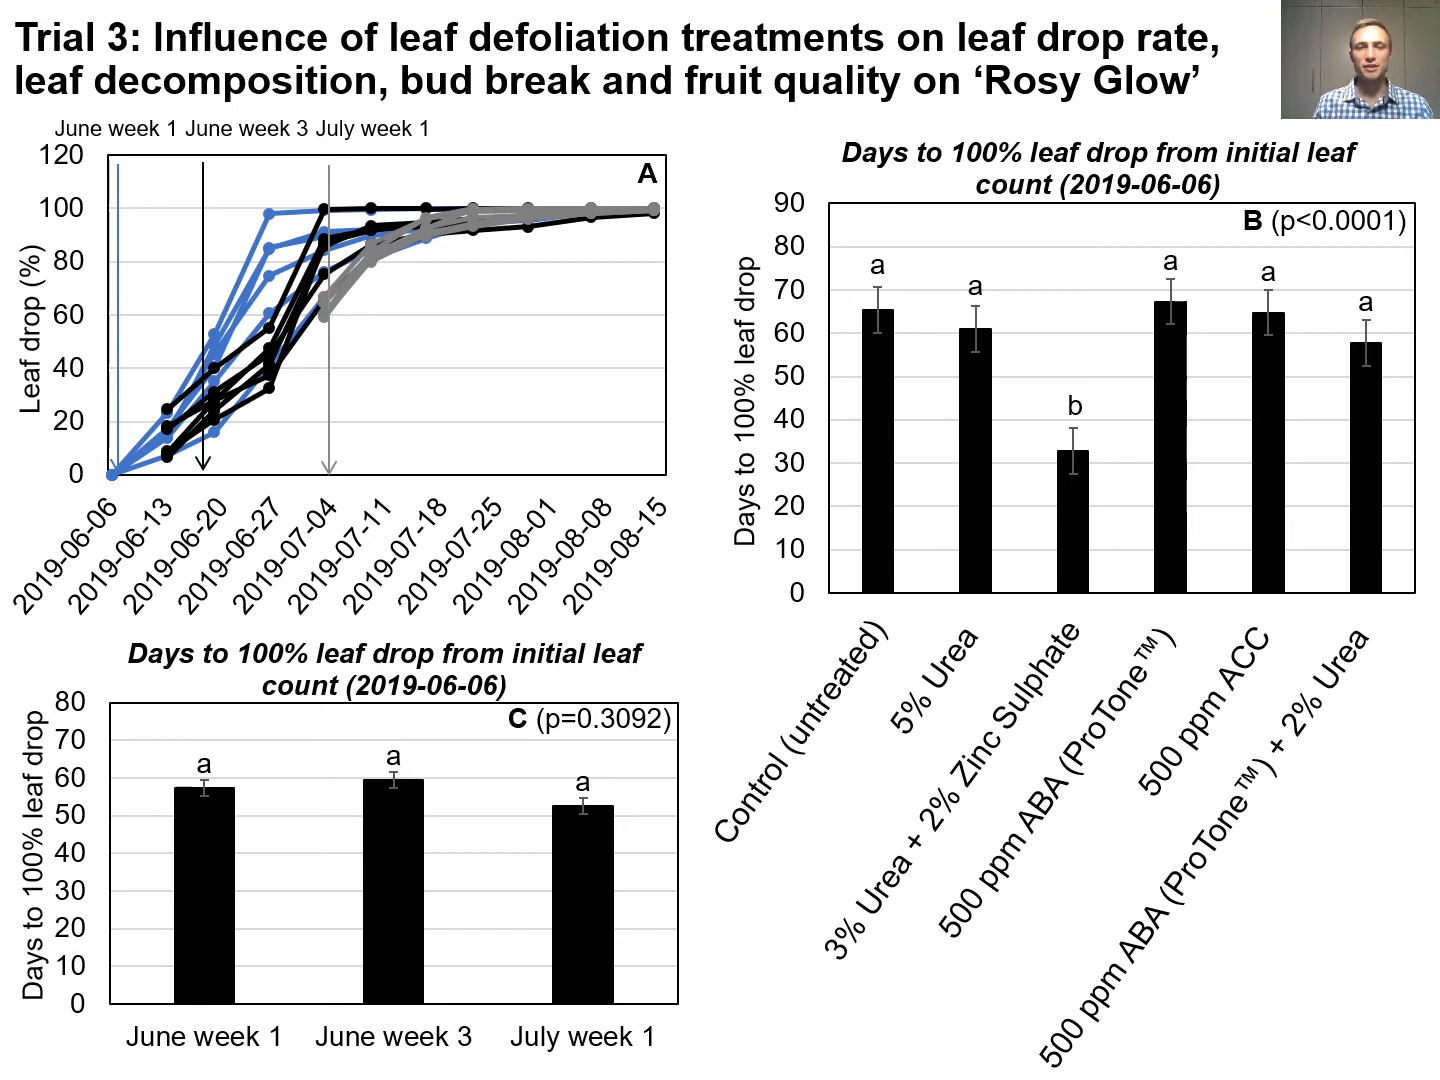 Trial 3: Influence of leaf defoliation treatments on leaf drop rate,
leaf decomposition, bud break and fruit quality on ‘Rosy Glow’
June week 1 June week 3 July week 1
A
Leaf drop (%)
120
100
80
60
40
20
0
2019-06-06
2019-06-13
2019-06-20
2019-06-27
2019-07-04
2019-07-11
2019-07-18
2019-07-25
2019-08-01
2019-08-08
2019-08-15
Days to 100% leaf drop from initial leaf
count (2019-06-06)
B (p<0.0001)
Days to 100% leaf drop
90
80
70
60
50
40
30
20
10
0
a
a
b
a
a
a
Control (untreated)
5% Urea
3% Urea + 2% Zinc Sulphate
500 ppm ABA (ProTone™)
500 ppm ACC
500 ppm ABA (ProTone™) + 2% Urea
Days to 100% leaf drop from initial leaf
count (2019-06-06)
C (p=0.3092)
Days to 100% leaf drop
80
70
60
50
40
30
20
10
0
a
a
a
June week 1
June week 3
July week 1